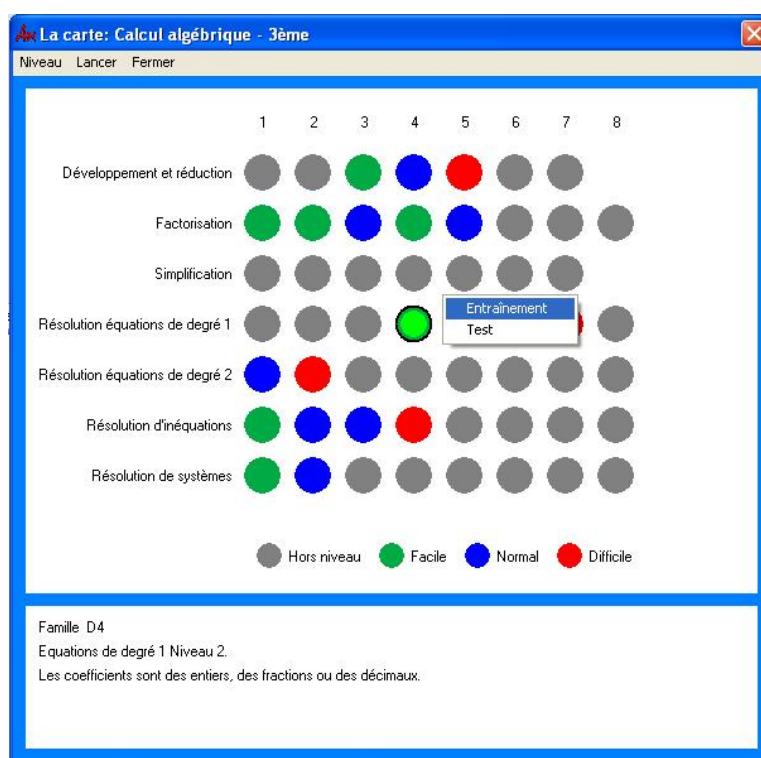 La carte: Calcul algébrique - 3ème
Niveau Lancer Fermer
1 2 3 4 5 6 7 8
Développement et réduction
Factorisation
Simplification
Résolution équations de degré 1
Entraînement
Test
Résolution équations de degré 2
Résolution d'inéquations
Résolution de systèmes
Hors niveau Facile Normal Difficile
Famille D4
Equations de degré 1 Niveau 2.
Les coefficients sont des entiers, des fractions ou des décimaux.